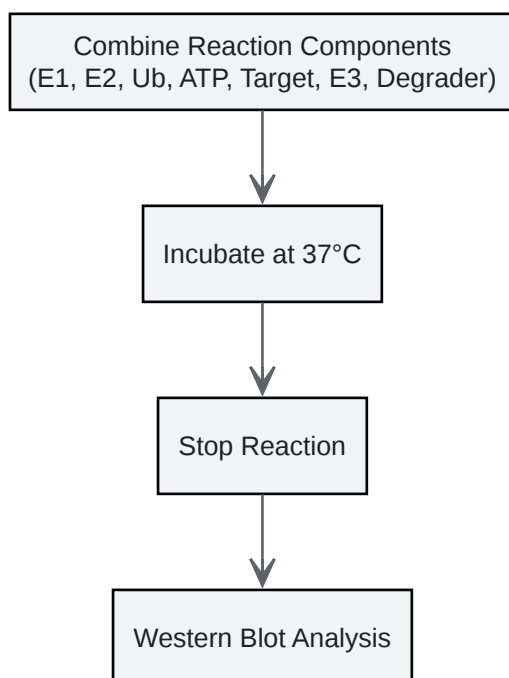 Combine Reaction Components
(E1, E2, Ub, ATP, Target, E3, Degrader)
Incubate at 37°C
Stop Reaction
Western Blot Analysis